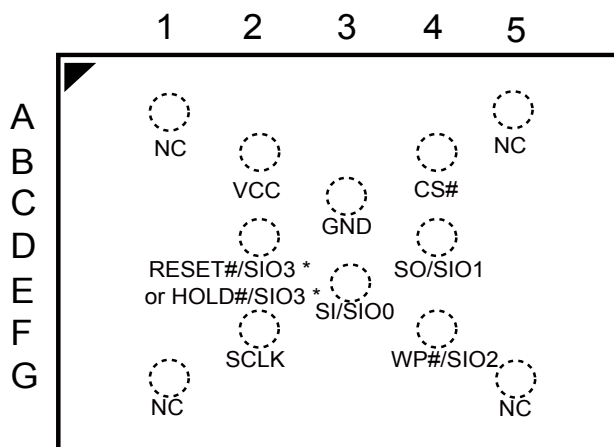 1 2 3 4 5
A
NC NC
B
VCC CS#
C
GND
D
RESET#/SIO3 * SO/SIO1
E
or HOLD#/SIO3 * SI/SIO0
F
SCLK WP#/SIO2
G
NC NC